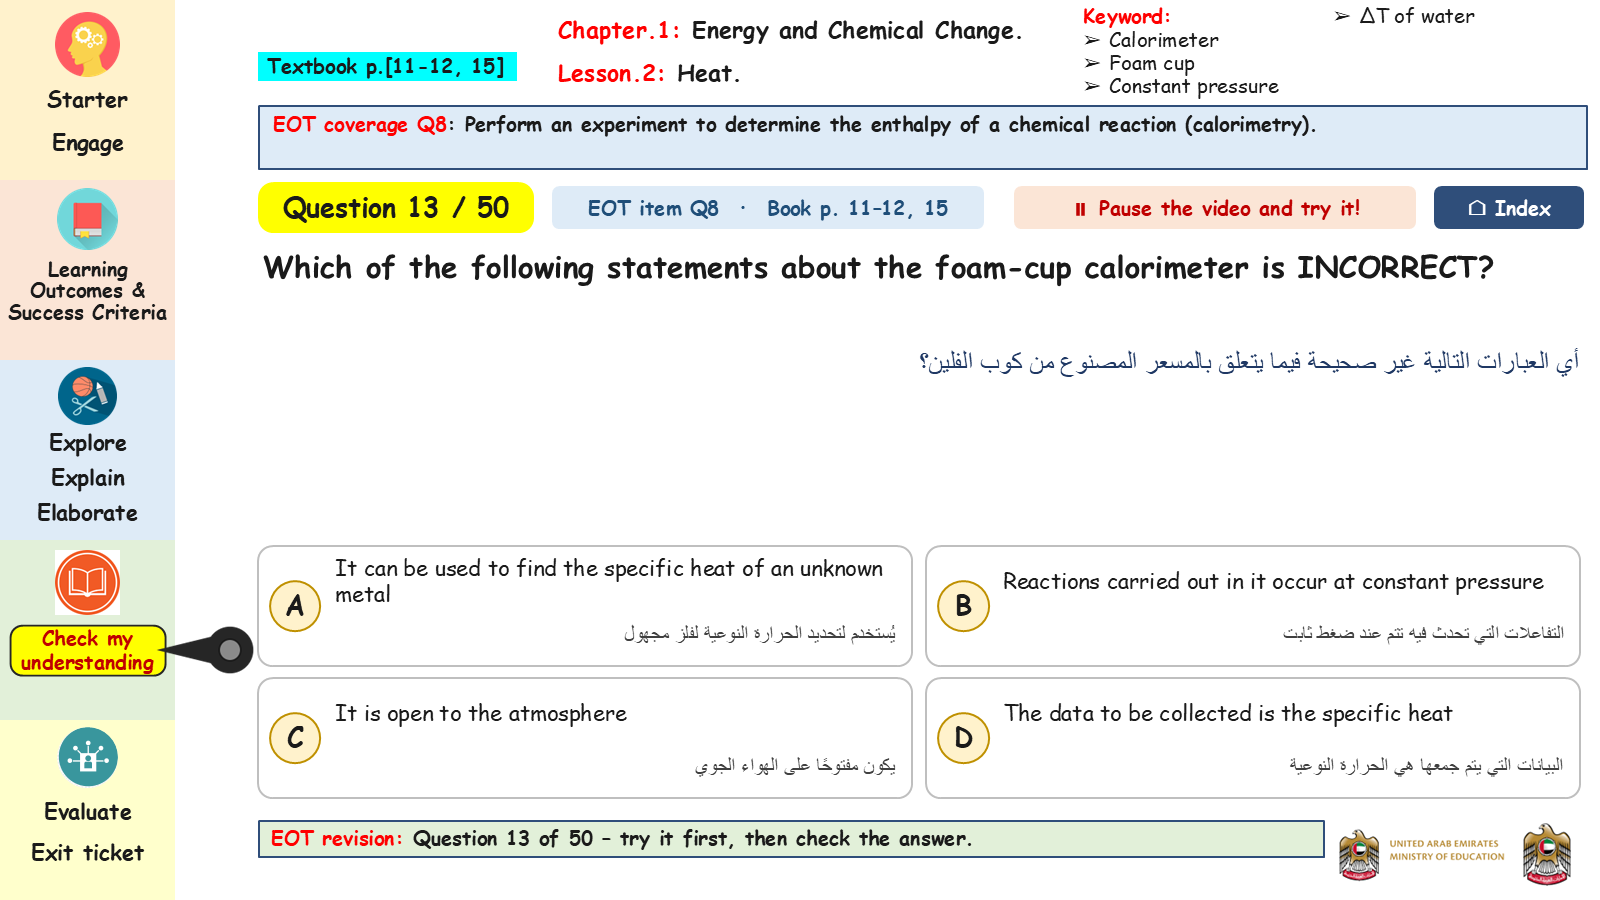 Starter
Engage
Learning
Outcomes &
Success Criteria
Explore
Explain
Elaborate
Check my
understanding
Evaluate
Exit ticket
Textbook p.[11-12, 15]
Chapter.1: Energy and Chemical Change.
Lesson.2: Heat.
Keyword:
➢ Calorimeter
➢ Foam cup
➢ Constant pressure
➢ ΔT of water
EOT coverage Q8: Perform an experiment to determine the enthalpy of a chemical reaction (calorimetry).
Question 13 / 50
EOT item Q8 · Book p. 11–12, 15
⏸ Pause the video and try it!
☖ Index
Which of the following statements about the foam-cup calorimeter is INCORRECT?
أي العبارات التالية غير صحيحة فيما يتعلق بالمسعر المصنوع من كوب الفلين؟
A
It can be used to find the specific heat of an unknown
metal
يُستخدم لتحديد الحرارة النوعية لفلز مجهول
B
Reactions carried out in it occur at constant pressure
التفاعلات التي تحدث فيه تتم عند ضغط ثابت
C
It is open to the atmosphere
يكون مفتوحًا على الهواء الجوي
D
The data to be collected is the specific heat
البيانات التي يتم جمعها هي الحرارة النوعية
EOT revision: Question 13 of 50 – try it first, then check the answer.
UNITED ARAB EMIRATES
MINISTRY OF EDUCATION